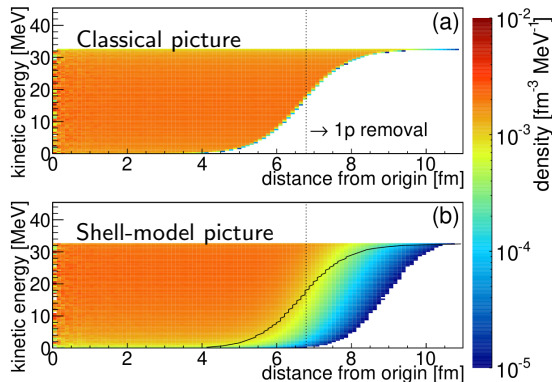 (a)
Classical picture
kinetic energy [MeV]
40
30
20
10
0
→ 1p removal
0 2 4 6 8 10
distance from origin [fm]
(b)
Shell-model picture
kinetic energy [MeV]
40
30
20
10
0
0 2 4 6 8 10
distance from origin [fm]
10⁻²
10⁻³
10⁻⁴
10⁻⁵
density [fm⁻³ MeV⁻¹]